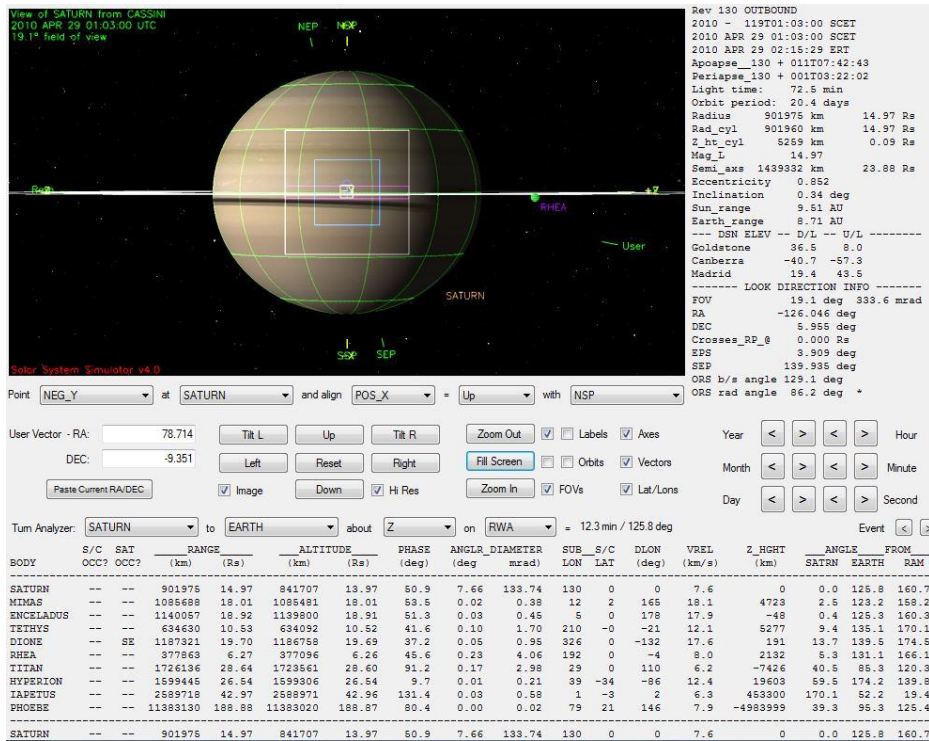 View of SATURN from CASSINI
2010 APR 29 01:03:00 UTC
19.1° field of view
NEP
SATURN
RHEA
User
SEP
+Z
Solar System Simulator v4.0
Rev 130 OUTBOUND
2010 - 119T01:03:00 SCET
2010 APR 29 01:03:00 SCET
2010 APR 29 02:15:29 ERT
Apoapse__130 + 011T07:42:43
Periapse_130 + 001T03:22:02
Light time: 72.5 min
Orbit period: 20.4 days
Radius 901975 km 14.97 Rs
Rad_cyl 901960 km 14.97 Rs
Z_ht_cyl 5259 km 0.09 Rs
Mag_L 14.97
Semi_axs 1439332 km 23.88 Rs
Eccentricity 0.852
Inclination 0.34 deg
Sun_range 9.51 AU
Earth_range 8.71 AU
--- DSN ELEV -- D/L -- U/L --------
Goldstone 36.5 8.0
Canberra -40.7 -57.3
Madrid 19.4 43.5
------- LOOK DIRECTION INFO -------
FOV 19.1 deg 333.6 mrad
RA -126.046 deg
DEC 5.955 deg
Crosses_RP_@ 0.000 Rs
EPS 3.909 deg
SEP 139.935 deg
ORS b/s angle 129.1 deg
ORS rad angle 86.2 deg *
Point NEG_Y at SATURN and align POS_X = Up with NSP
User Vector - RA: 78.714 Tilt L Up Tilt R Zoom Out Labels Axes Year < > < > Hour
DEC: -9.351 Left Reset Right Fill Screen Orbits Vectors Month < > < > Minute
Paste Current RA/DEC Image Down Hi Res Zoom In FOVs Lat/Lons Day < > < > Second
Turn Analyzer: SATURN to EARTH about Z on RWA = 12.3 min / 125.8 deg Event < >
S/C SAT ____RANGE____ ____ALTITUDE____ PHASE ANGLR_DIAMETER SUB__S/C DLON VREL Z_HGHT ____ANGLE___FROM____
BODY OCC? OCC? (km) (Rs) (km) (Rs) (deg) (deg mrad) LON LAT (deg) (km/s) (km) SATRN EARTH RAM
SATURN -- -- 901975 14.97 841707 13.97 50.9 7.66 133.74 130 0 0 7.6 0 0.0 125.8 160.7
MIMAS -- -- 1085688 18.01 1085481 18.01 53.5 0.02 0.38 12 2 165 18.1 4723 2.5 123.2 158.2
ENCELADUS -- -- 1140057 18.92 1139800 18.91 51.3 0.03 0.45 5 0 178 17.9 -48 0.4 125.3 160.3
TETHYS -- -- 634630 10.53 634092 10.52 41.6 0.10 1.70 210 -0 -21 12.1 5277 9.4 135.1 170.1
DIONE -- SE 1187321 19.70 1186758 19.69 37.2 0.05 0.95 326 0 -132 17.6 191 13.7 139.5 174.5
RHEA -- -- 377863 6.27 377096 6.26 45.6 0.23 4.06 192 0 -4 8.0 2132 5.3 131.1 166.1
TITAN -- -- 1726136 28.64 1723561 28.60 91.2 0.17 2.98 29 0 110 6.2 -7426 40.5 85.3 120.3
HYPERION -- -- 1599445 26.54 1599306 26.54 9.7 0.01 0.21 39 -34 -86 12.4 19603 59.5 174.2 139.8
IAPETUS -- -- 2589718 42.97 2588971 42.96 131.4 0.03 0.58 1 -3 2 6.3 453300 170.1 52.2 19.4
PHOEBE -- -- 11383130 188.88 11383020 188.87 80.4 0.00 0.02 79 21 146 7.9 -4983999 39.3 95.3 125.4
SATURN -- -- 901975 14.97 841707 13.97 50.9 7.66 133.74 130 0 0 7.6 0 0.0 125.8 160.7